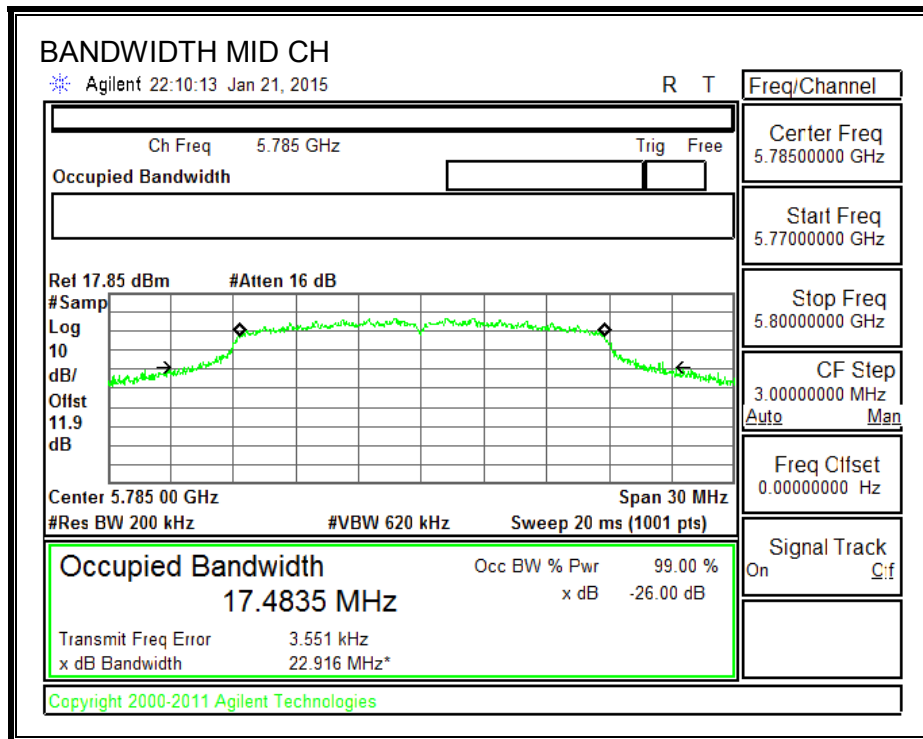 BANDWIDTH MID CH
Agilent 22:10:13 Jan 21, 2015 R T
Ch Freq 5.785 GHz Trig Free
Occupied Bandwidth
Ref 17.85 dBm #Atten 16 dB
#Samp
Log
10
dB/
Offst
11.9
dB
Center 5.785 00 GHz Span 30 MHz
#Res BW 200 kHz #VBW 620 kHz Sweep 20 ms (1001 pts)
Occupied Bandwidth
17.4835 MHz
Occ BW % Pwr 99.00 %
x dB -26.00 dB
Transmit Freq Error 3.551 kHz
x dB Bandwidth 22.916 MHz*
Copyright 2000-2011 Agilent Technologies
Freq/Channel
Center Freq
5.78500000 GHz
Start Freq
5.77000000 GHz
Stop Freq
5.80000000 GHz
CF Step
3.00000000 MHz
Auto Man
Freq Offset
0.00000000 Hz
Signal Track
On Off